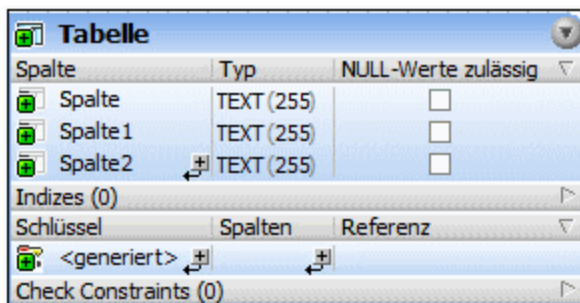 Tabelle
Spalte Typ NULL-Werte zulässig
Spalte TEXT (255)
Spalte1 TEXT (255)
Spalte2 TEXT (255)
Indizes (0)
Schlüssel Spalten Referenz
<generiert>
Check Constraints (0)